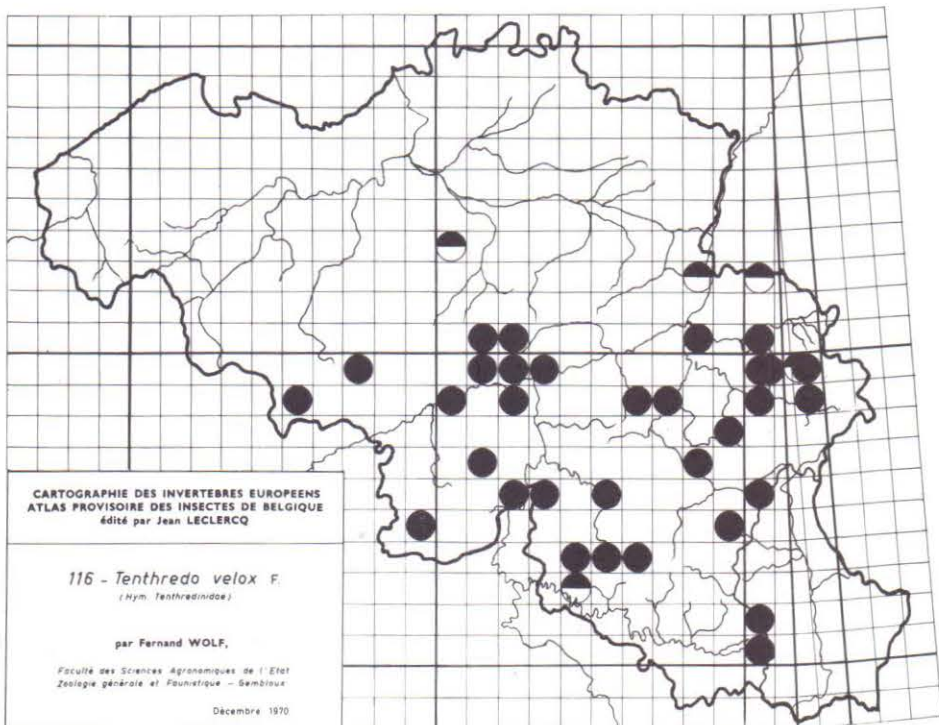 CARTOGRAPHIE DES INVERTEBRES EUROPEENS
ATLAS PROVISOIRE DES INSECTES DE BELGIQUE
édité par Jean LECLERCQ
116 - Tenthredo velox F.
(Hym. Tenthredinidae)
par Fernand WOLF,
Faculté des Sciences Agronomiques de l'Etat
Zoologie générale et Faunistique - Gembloux
Décembre 1970